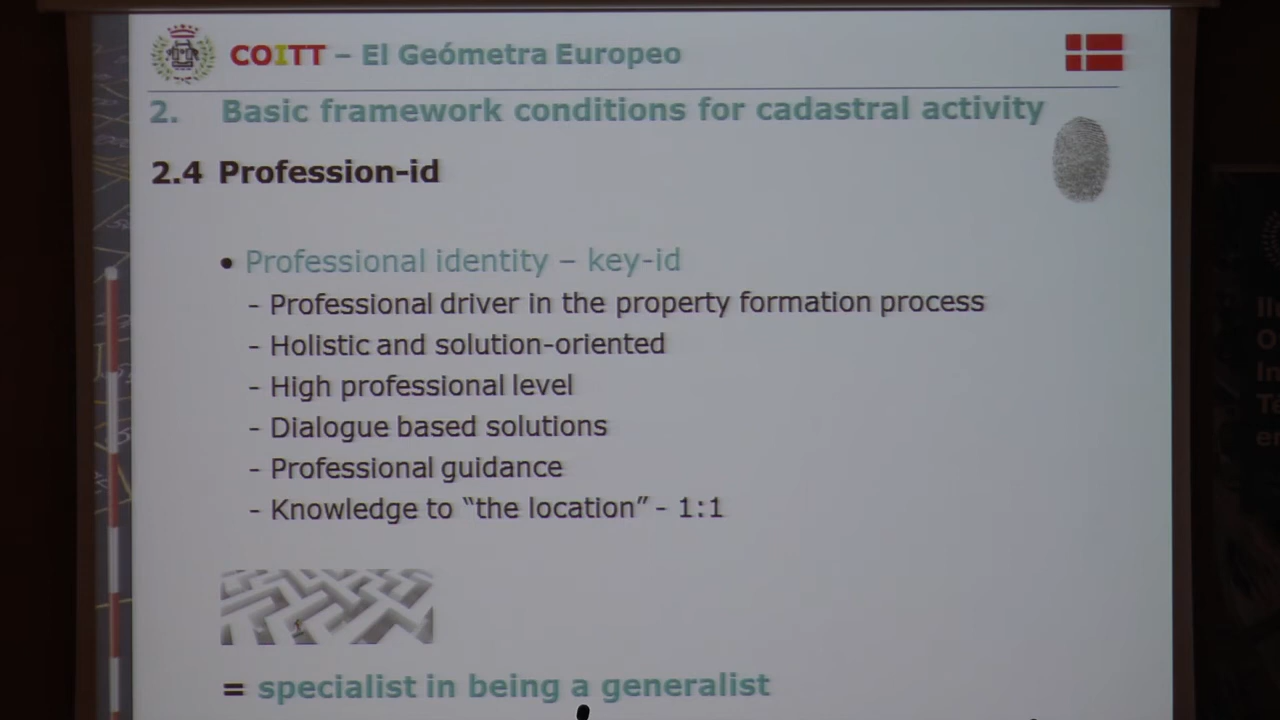 COITT – El Geómetra Europeo
2. Basic framework conditions for cadastral activity
2.4 Profession-id
• Professional identity – key-id
- Professional driver in the property formation process
- Holistic and solution-oriented
- High professional level
- Dialogue based solutions
- Professional guidance
- Knowledge to “the location” - 1:1
= specialist in being a generalist